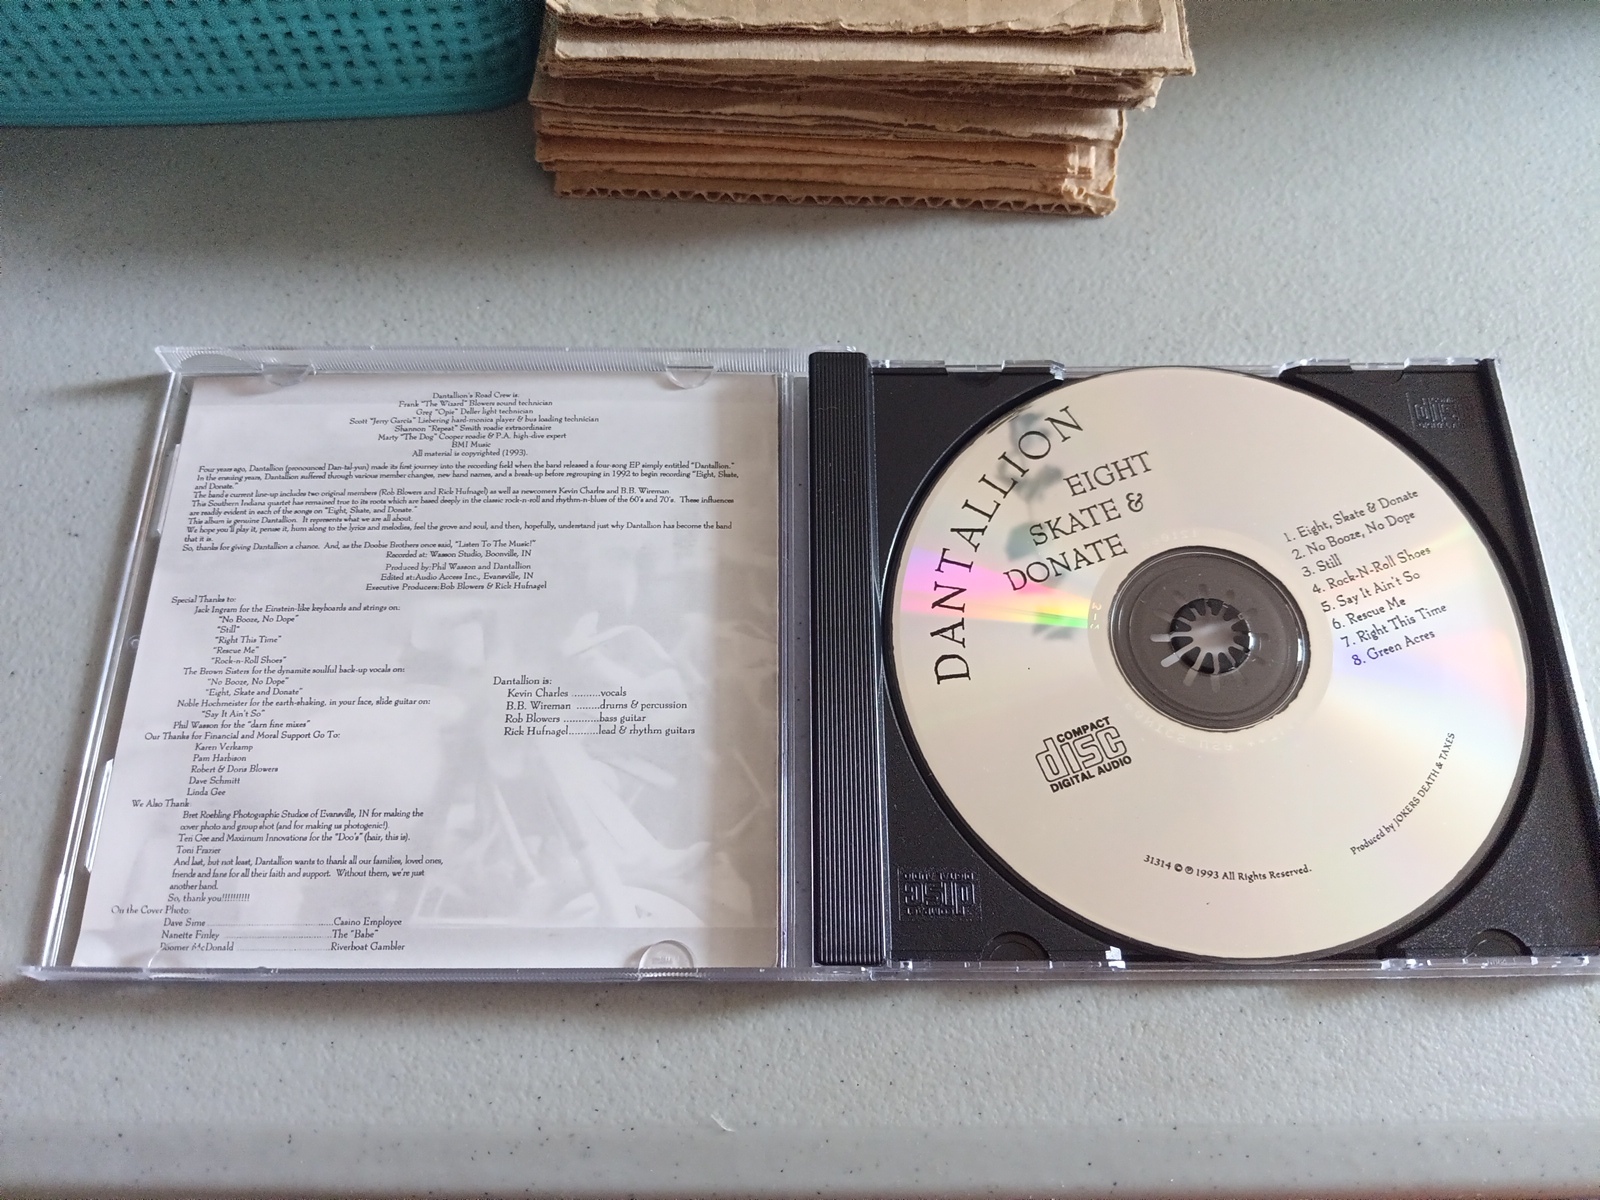 Dantallion's Road Crew is:
Frank "The Wizard" Blowers sound technician
Greg "Opie" Deller light technician
Scott "Jerry Garcia" Liebering hard-monica player & bus loading technician
Shannon "Repeat" Smith roadie extraordinaire
Marty "The Dog" Cooper roadie & P.A. high-dive expert
BMI Music
All material is copyrighted (1993).
Four years ago, Dantallion (pronounced Dan-tal-yun) made its first journey into the recording field when the band released a four-song EP simply entitled "Dantallion."
In the ensuing years, Dantallion suffered through various member changes, new band names, and a break-up before regrouping in 1992 to begin recording "Eight, Skate,
and Donate."
The band's current line-up includes two original members (Rob Blowers and Rick Hufnagel) as well as newcomers Kevin Charles and B.B. Wireman
This Southern Indiana quartet has remained true to its roots which are based deeply in the classic rock-n-roll and rhythm-n-blues of the 60's and 70's. These influences
are readily evident in each of the songs on "Eight, Skate, and Donate."
This album is genuine Dantallion. It represents what we are all about.
We hope you'll play it, peruse it, hum along to the lyrics and melodies, feel the grove and soul, and then, hopefully, understand just why Dantallion has become the band
that it is.
So, thanks for giving Dantallion a chance. And, as the Doobie Brothers once said, "Listen To The Music!"
Recorded at: Wasson Studio, Boonville, IN
Produced by:Phil Wasson and Dantallion
Edited at:Audio Access Inc., Evansville, IN
Executive Producers:Bob Blowers & Rick Hufnagel
Special Thanks to:
Jack Ingram for the Einstein-like keyboards and strings on:
"No Booze, No Dope"
"Still"
"Right This Time"
"Rescue Me"
"Rock-n-Roll Shoes"
The Brown Sisters for the dynamite soulful back-up vocals on:
"No Booze, No Dope"
"Eight, Skate and Donate"
Noble Hochmeister for the earth-shaking, in your face, slide guitar on:
"Say It Ain't So"
Phil Wasson for the "darn fine mixes"
Our Thanks for Financial and Moral Support Go To:
Karen Verkamp
Pam Harbison
Robert & Doris Blowers
Dave Schmitt
Linda Gee
We Also Thank:
Bret Roehling Photographic Studios of Evansville, IN for making the
cover photo and group shot (and for making us photogenic!)
Teri Gee and Maximum Innovations for the "Doo's" (hair, this is).
Toni Fraser
And last, but not least, Dantallion wants to thank all our families, loved ones,
friends and fans for all their faith and support. Without them, we're just
another band.
So, thank you!!!!!!!!!!
On the Cover Photo:
Dave Sime ............ Casino Employee
Nanette Finley ............ The "Babe"
Boomer McDonald ............ Riverboat Gambler
Dantallion is:
Kevin Charles ..........vocals
B.B. Wireman ........drums & percussion
Rob Blowers ............bass guitar
Rick Hufnagel..........lead & rhythm guitars
DANTALLION
EIGHT
SKATE &
DONATE
1. Eight, Skate & Donate
2. No Booze, No Dope
3. Still
4. Rock-N-Roll Shoes
5. Say It Ain't So
6. Rescue Me
7. Right This Time
8. Green Acres
COMPACT
disc
DIGITAL AUDIO
31314 © ℗ 1993 All Rights Reserved.
Produced by JOKERS DEATH & TAXES